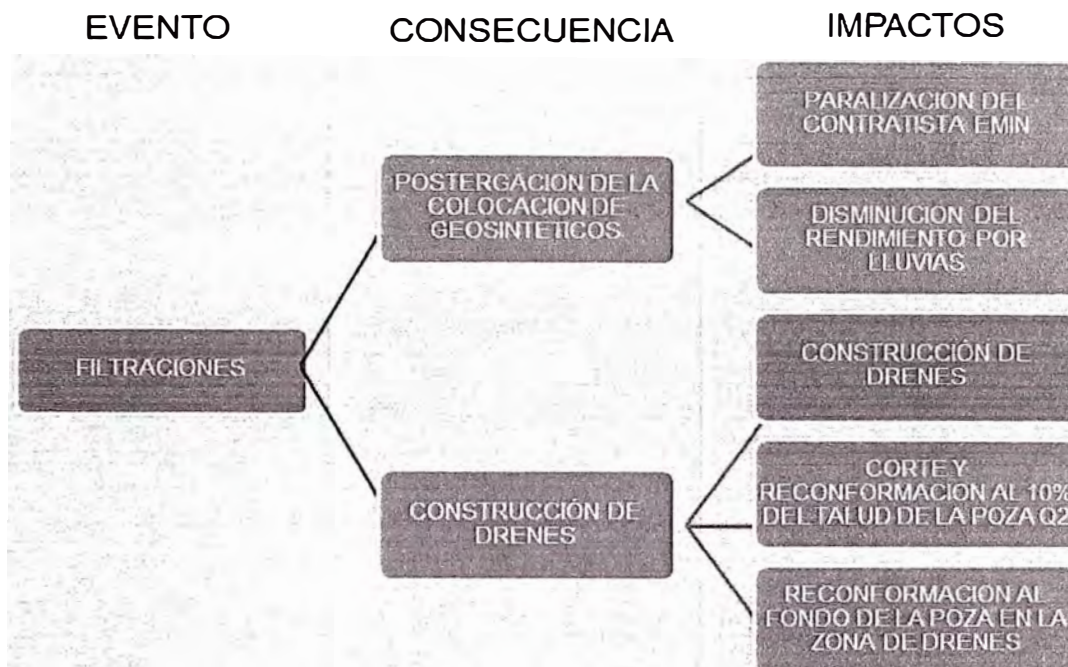 EVENTO
CONSECUENCIA
IMPACTOS
FILTRACIONES
POSTERGACION DE LA
COLOCACION DE
GEOSINTETICOS.
CONSTRUCCIÓN DE
DRENES
PARALIZACION DEL
CONTRATISTA EMIN
DISMINUCION DEL
RENDIMIENTO POR
LLUVIAS
CONSTRUCCIÓN DE
DRENES
CORTE Y
RECONFORMACION AL 10%
DEL TALUD DE LA POZA Q2
RECONFORMACION AL
FONDO DE LA POZA EN LA
ZONA DE DRENES